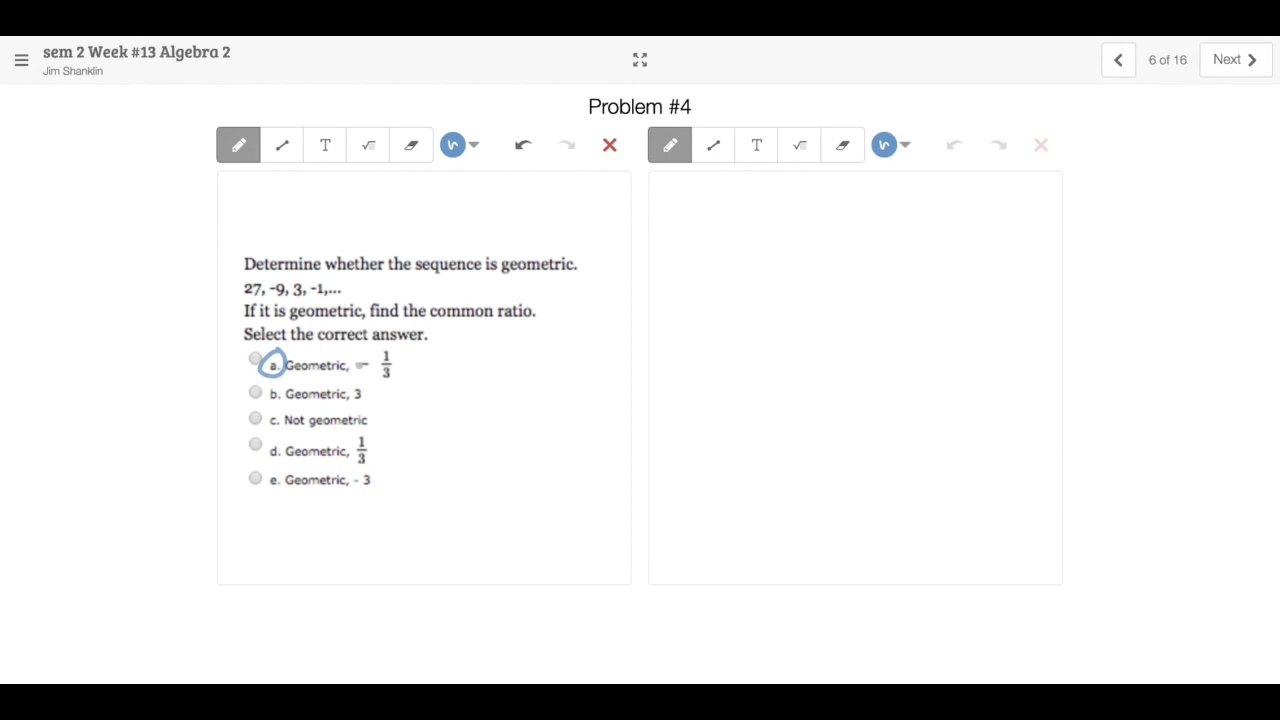 sem 2 Week #13 Algebra 2
Jim Shanklin
6 of 16
Next
Problem #4
T
√
T
√
Determine whether the sequence is geometric.
27, -9, 3, -1,...
If it is geometric, find the common ratio.
Select the correct answer.
a. Geometric, - 1/3
b. Geometric, 3
c. Not geometric
d. Geometric, 1/3
e. Geometric, - 3